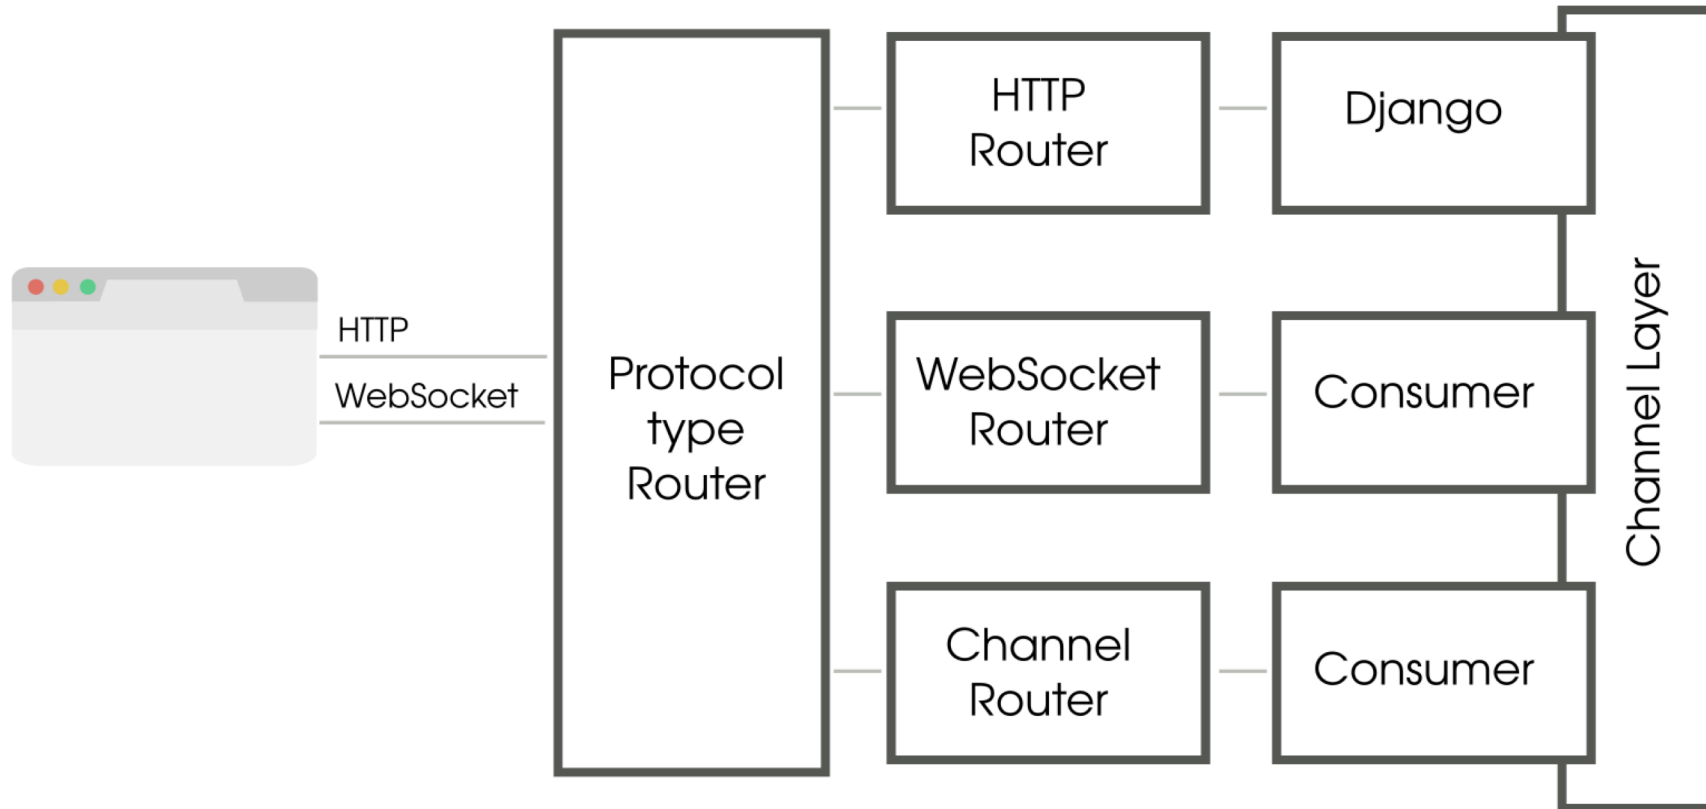 HTTP
WebSocket
Protocol
type
Router
HTTP
Router
Django
WebSocket
Router
Consumer
Channel
Router
Consumer
Channel Layer